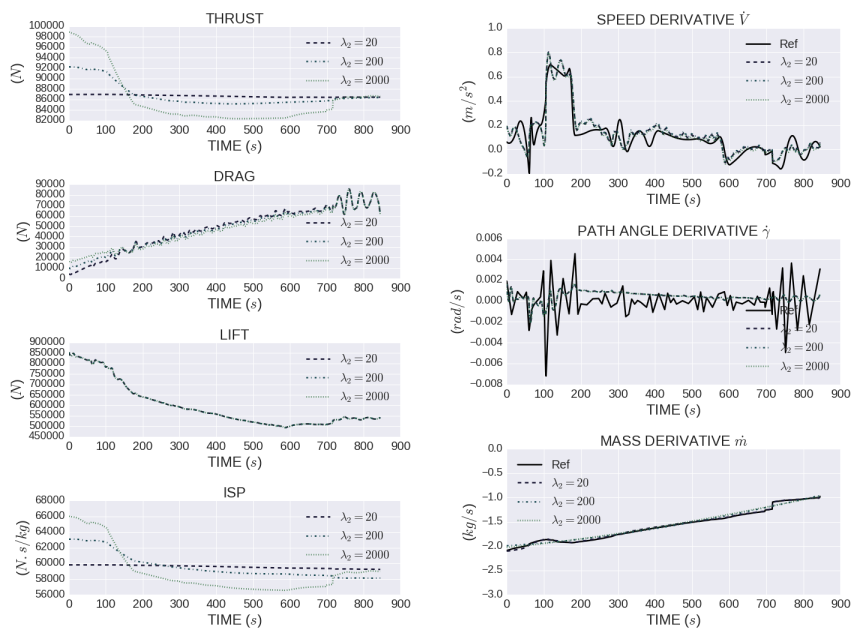 THRUST
100000
98000
96000
94000
92000
90000
88000
86000
84000
82000
(N)
λ₂ = 20
λ₂ = 200
λ₂ = 2000
0 100 200 300 400 500 600 700 800 900
TIME (s)
DRAG
90000
80000
70000
60000
50000
40000
30000
20000
10000
0
(N)
λ₂ = 20
λ₂ = 200
λ₂ = 2000
0 100 200 300 400 500 600 700 800 900
TIME (s)
LIFT
900000
850000
800000
750000
700000
650000
600000
550000
500000
450000
(N)
λ₂ = 20
λ₂ = 200
λ₂ = 2000
0 100 200 300 400 500 600 700 800 900
TIME (s)
ISP
68000
66000
64000
62000
60000
58000
56000
(N. s/kg)
λ₂ = 20
λ₂ = 200
λ₂ = 2000
0 100 200 300 400 500 600 700 800 900
TIME (s)
SPEED DERIVATIVE V̇
1.0
0.8
0.6
0.4
0.2
0.0
−0.2
(m/s²)
Ref
λ₂ = 20
λ₂ = 200
λ₂ = 2000
0 100 200 300 400 500 600 700 800 900
TIME (s)
PATH ANGLE DERIVATIVE γ̇
0.006
0.004
0.002
0.000
−0.002
−0.004
−0.006
−0.008
(rad/s)
Ref
λ₂ = 20
λ₂ = 200
λ₂ = 2000
0 100 200 300 400 500 600 700 800 900
TIME (s)
MASS DERIVATIVE ṁ
0.0
−0.5
−1.0
−1.5
−2.0
−2.5
−3.0
(kg/s)
Ref
λ₂ = 20
λ₂ = 200
λ₂ = 2000
0 100 200 300 400 500 600 700 800 900
TIME (s)